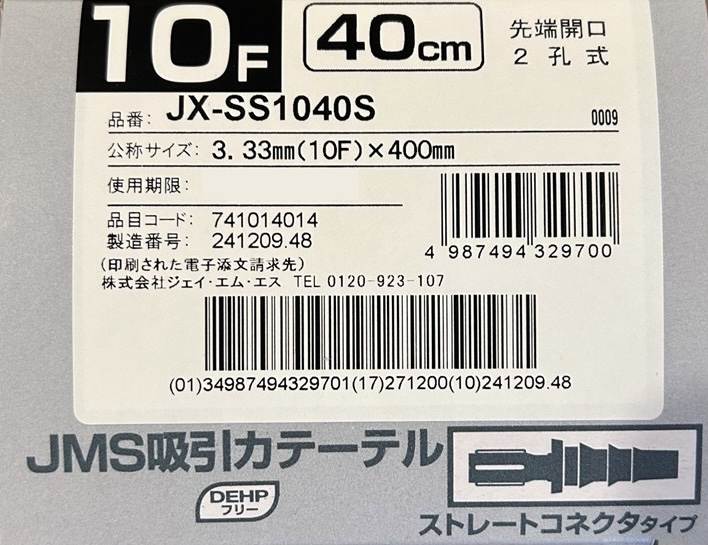 10F
40cm
先端開口
2孔式
品番: JX-SS1040S
0009
公称サイズ: 3.33mm(10F)×400mm
使用期限:
品目コード: 741014014
製造番号: 241209.48
4 987494 329700
(印刷された電子添文請求先)
株式会社ジェイ・エム・エス TEL 0120-923-107
(01)34987494329701(17)271200(10)241209.48
JMS吸引カテーテル
DEHP
フリー
ストレートコネクタタイプ